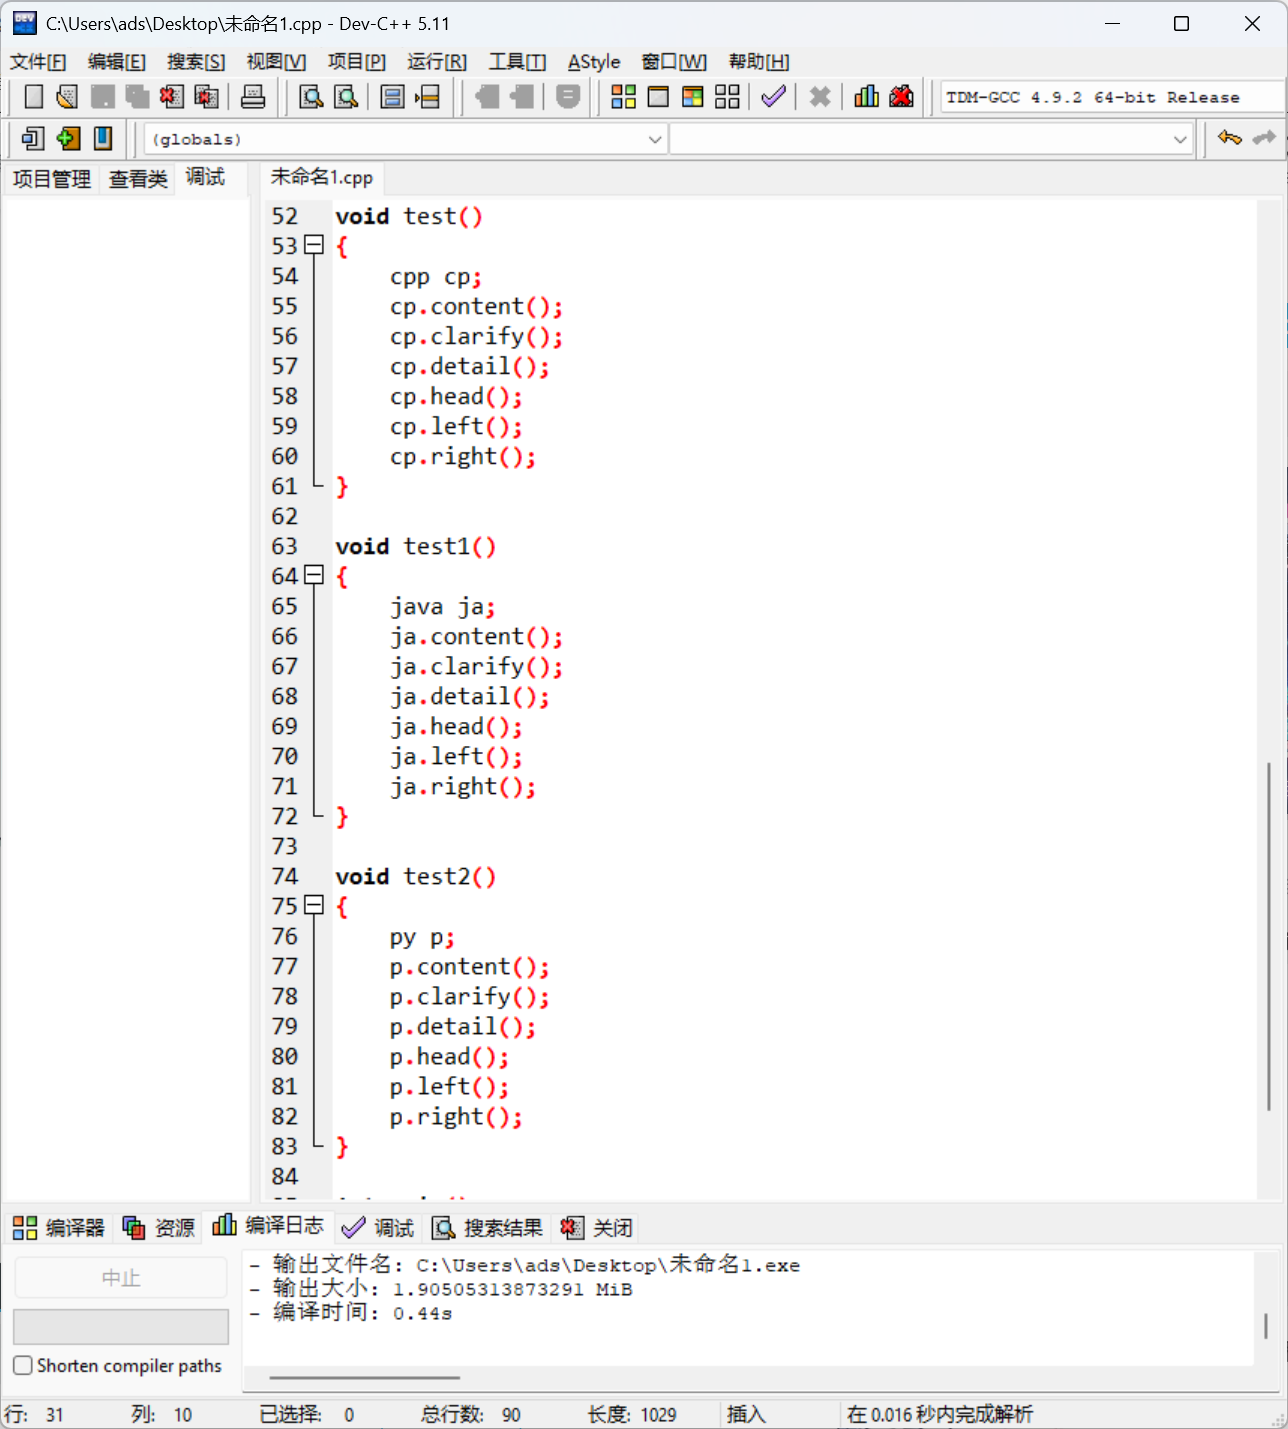 C:\Users\ads\Desktop\未命名1.cpp - Dev-C++ 5.11
文件[F] 编辑[E] 搜索[S] 视图[V] 项目[P] 运行[R] 工具[T] AStyle 窗口[W] 帮助[H]
TDM-GCC 4.9.2 64-bit Release
(globals)
项目管理 查看类 调试 未命名1.cpp
52 void test()
53 {
54 cpp cp;
55 cp.content();
56 cp.clarify();
57 cp.detail();
58 cp.head();
59 cp.left();
60 cp.right();
61 }
62
63 void test1()
64 {
65 java ja;
66 ja.content();
67 ja.clarify();
68 ja.detail();
69 ja.head();
70 ja.left();
71 ja.right();
72 }
73
74 void test2()
75 {
76 py p;
77 p.content();
78 p.clarify();
79 p.detail();
80 p.head();
81 p.left();
82 p.right();
83 }
84
编译器 资源 编译日志 调试 搜索结果 关闭
中止
Shorten compiler paths
- 输出文件名: C:\Users\ads\Desktop\未命名1.exe
- 输出大小: 1.90505313873291 MiB
- 编译时间: 0.44s
行: 31 列: 10 已选择: 0 总行数: 90 长度: 1029 插入 在 0.016 秒内完成解析